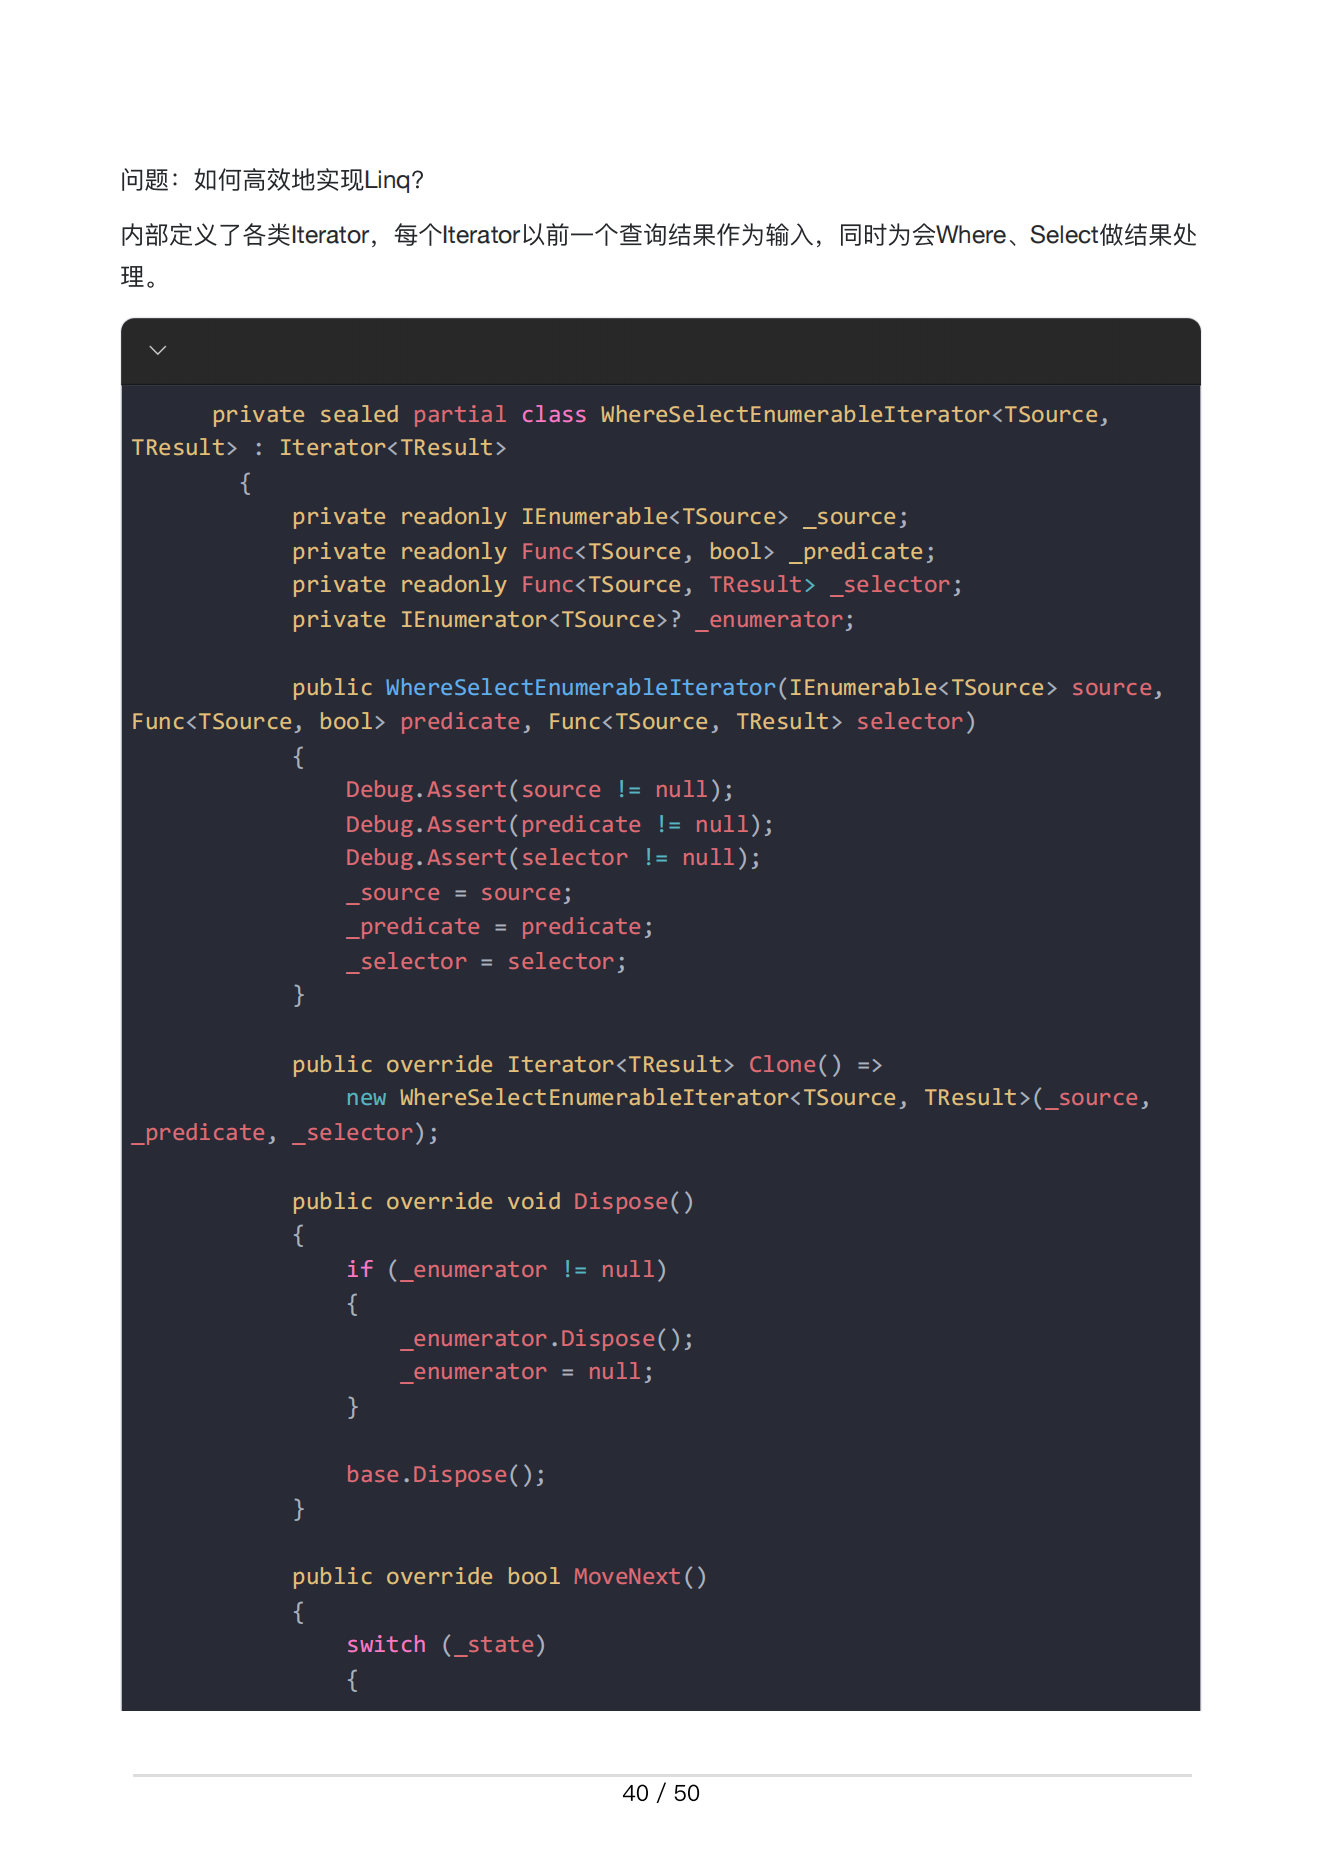 问题：如何高效地实现Linq？
内部定义了各类Iterator，每个Iterator以前一个查询结果作为输入，同时为会Where、Select做结果处
理。
private sealed partial class WhereSelectEnumerableIterator<TSource,
TResult> : Iterator<TResult>
{
private readonly IEnumerable<TSource> _source;
private readonly Func<TSource, bool> _predicate;
private readonly Func<TSource, TResult> _selector;
private IEnumerator<TSource>? _enumerator;
public WhereSelectEnumerableIterator(IEnumerable<TSource> source,
Func<TSource, bool> predicate, Func<TSource, TResult> selector)
{
Debug.Assert(source != null);
Debug.Assert(predicate != null);
Debug.Assert(selector != null);
_source = source;
_predicate = predicate;
_selector = selector;
}
public override Iterator<TResult> Clone() =>
new WhereSelectEnumerableIterator<TSource, TResult>(_source,
_predicate, _selector);
public override void Dispose()
{
if (_enumerator != null)
{
_enumerator.Dispose();
_enumerator = null;
}
base.Dispose();
}
public override bool MoveNext()
{
switch (_state)
{
40 / 50